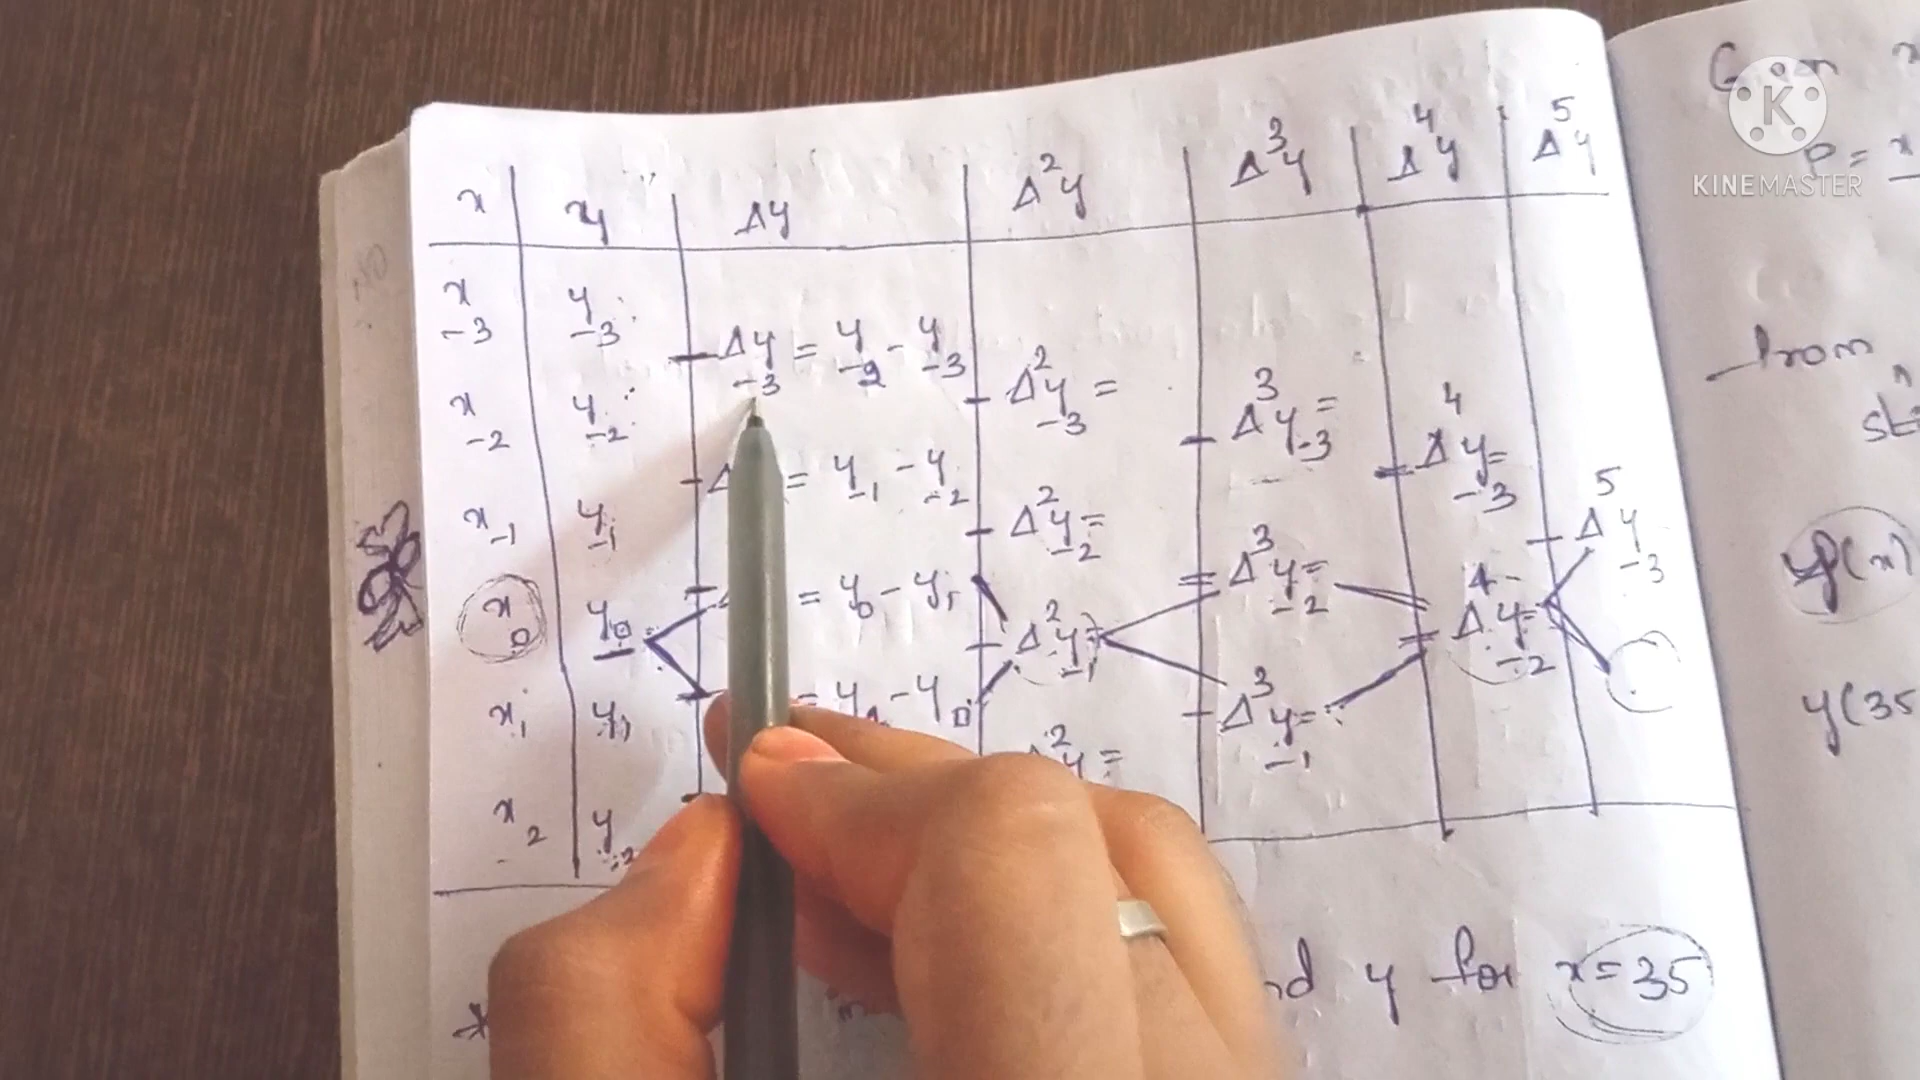 x y Δy Δ²y Δ³y Δ⁴y Δ⁵y
x₋₃ y₋₃
Δy₋₃ = y₋₂ - y₋₃ Δ²y₋₃ = Δ³y₋₃ = Δ⁴y₋₃ =
x₋₂ y₋₂
= y₋₁ - y₋₂ Δ²y₋₂ = Δ⁵y₋₃
x₋₁ y₋₁
= y₀ - y₋₁ Δ³y₋₂ = Δ⁴y₋₂ =
x₀ y₀ Δ²y₋₁ =
x₁ y₁ = y₁ - y₀ Δ³y₋₁ =
x₂ y₂
y for x = 35
P = x
from
y(x)
y(35
KINEMASTER